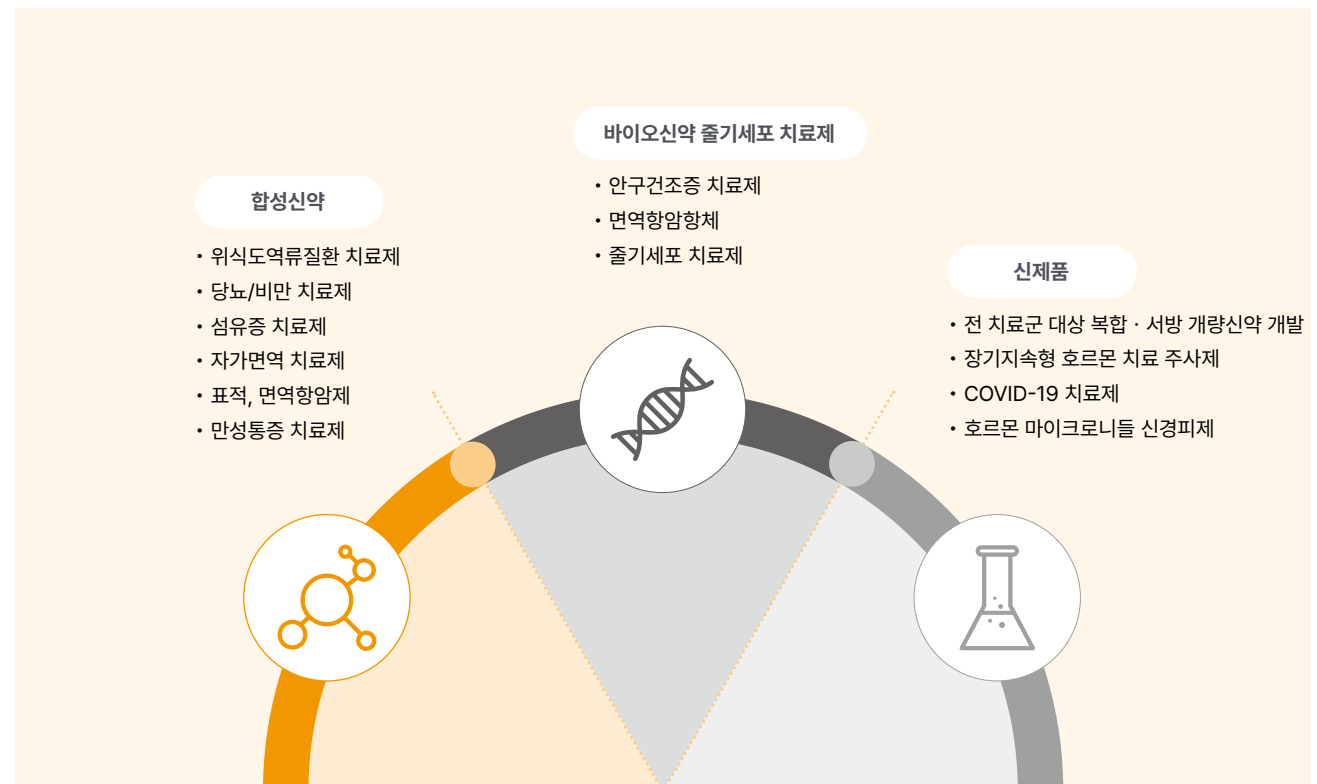 합성신약
• 위식도역류질환 치료제
• 당뇨/비만 치료제
• 섬유증 치료제
• 자가면역 치료제
• 표적, 면역항암제
• 만성통증 치료제
바이오신약 줄기세포 치료제
• 안구건조증 치료제
• 면역항암항체
• 줄기세포 치료제
신제품
• 전 치료군 대상 복합 · 서방 개량신약 개발
• 장기지속형 호르몬 치료 주사제
• COVID-19 치료제
• 호르몬 마이크로니들 신경피제